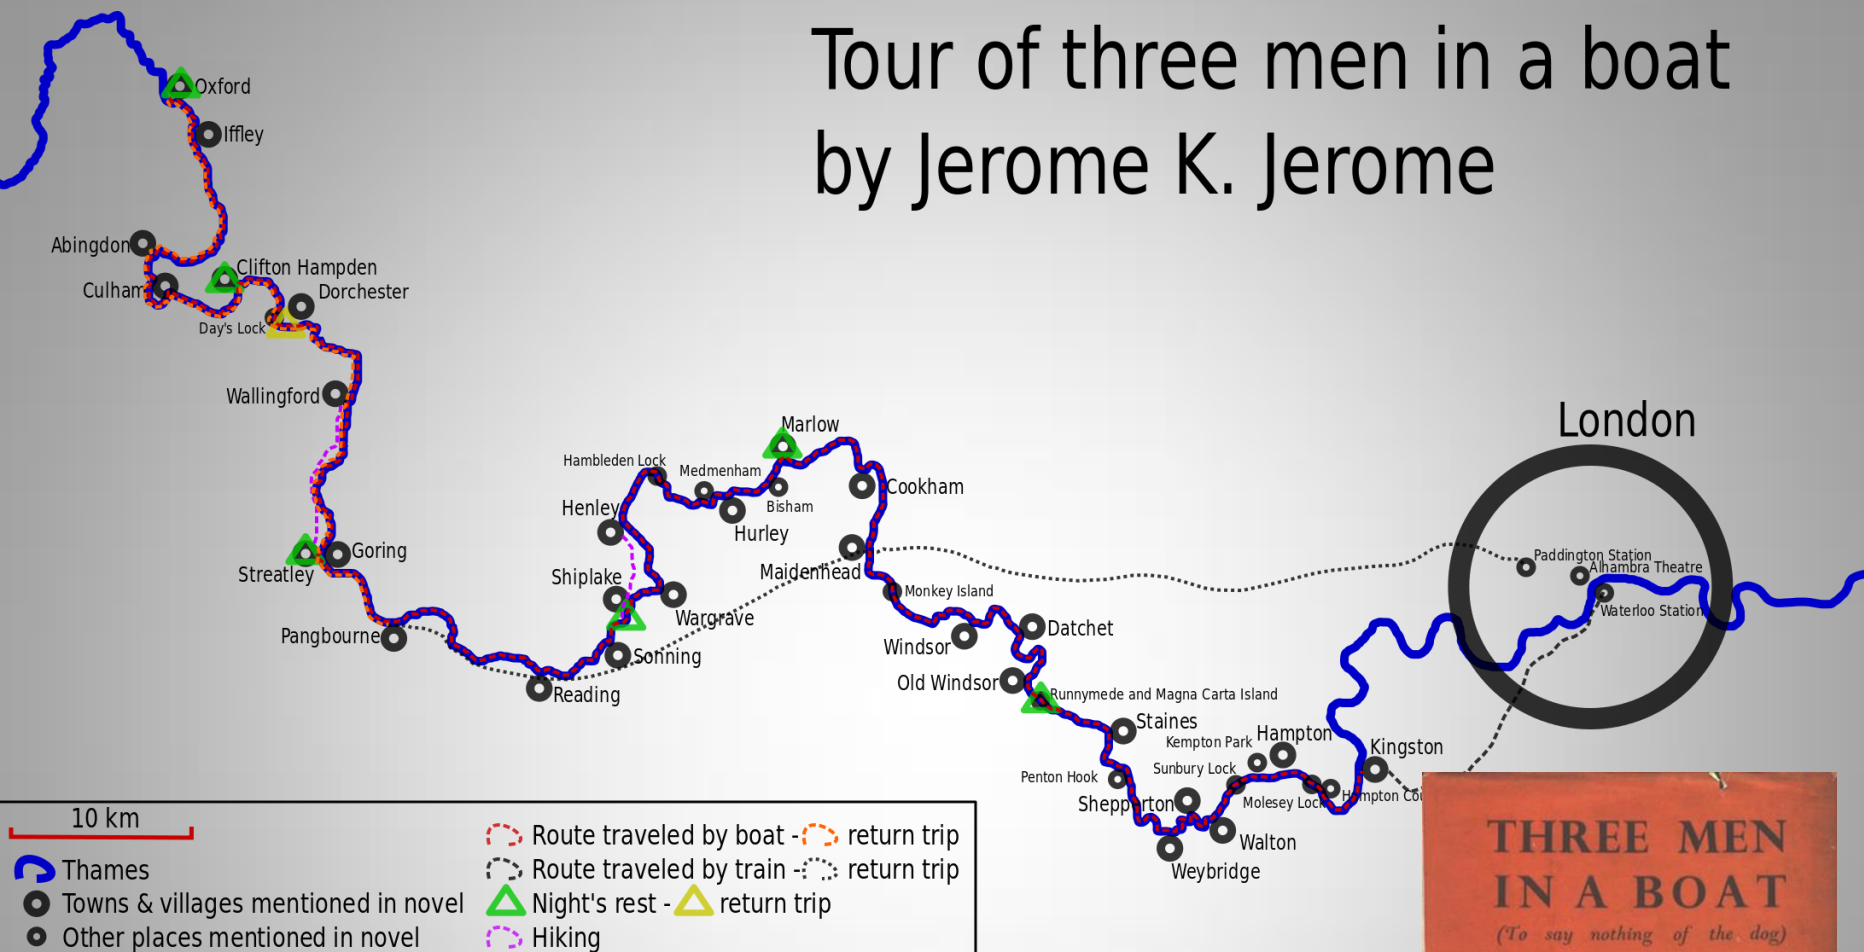 Tour of three men in a boat
by Jerome K. Jerome
Oxford
Iffley
Abingdon
Clifton Hampden
Culham
Dorchester
Day's Lock
Wallingford
London
Marlow
Hambleden Lock
Medmenham
Cookham
Bisham
Henley
Hurley
Goring
Streatley
Paddington Station
Alhambra Theatre
Maidenhead
Shiplake
Monkey Island
Waterloo Station
Wargrave
Datchet
Pangbourne
Windsor
Sonning
Old Windsor
Reading
Runnymede and Magna Carta Island
Staines
Hampton
Kempton Park
Kingston
Sunbury Lock
Penton Hook
Hampton Cou
Molesey Lock
Shepperton
Walton
Weybridge
10 km
Thames
Towns & villages mentioned in novel
Other places mentioned in novel
Route traveled by boat - return trip
Route traveled by train - return trip
Night's rest - return trip
Hiking
THREE MEN
IN A BOAT
(To say nothing of the dog)